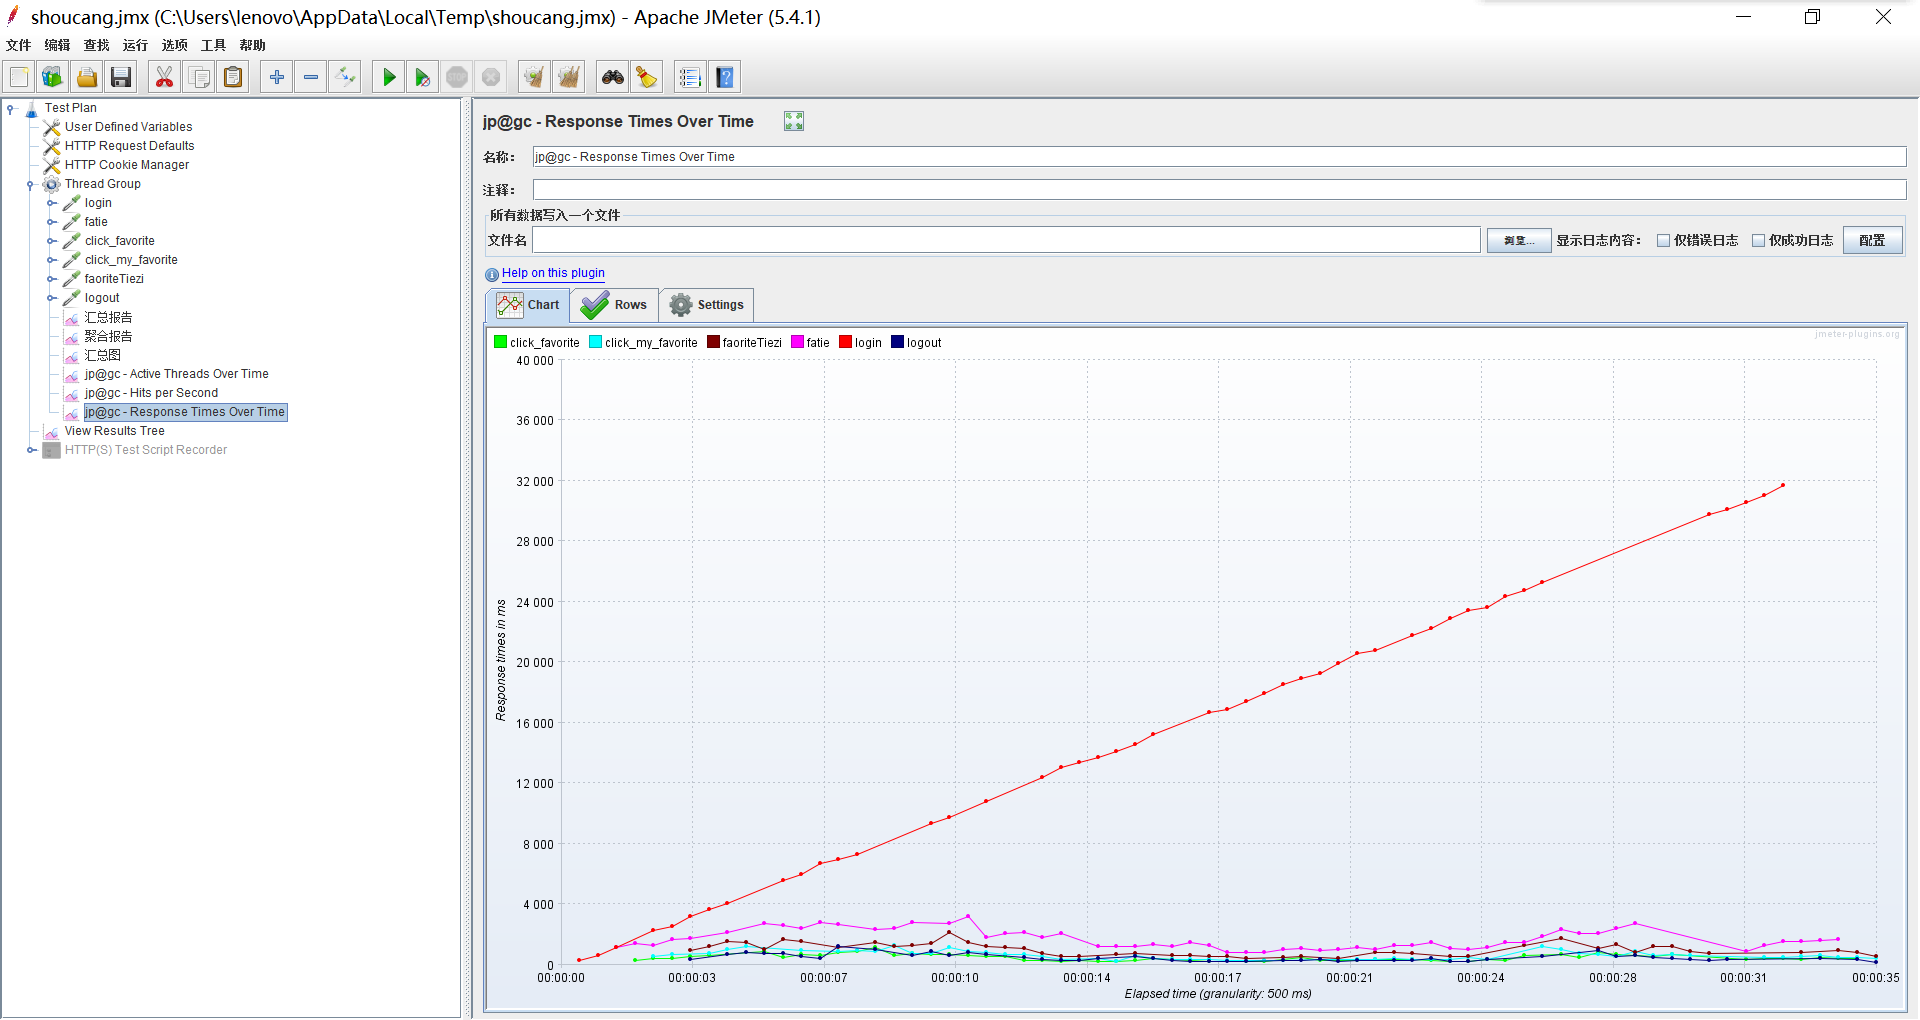 shoucang.jmx (C:\Users\lenovo\AppData\Local\Temp\shoucang.jmx) - Apache JMeter (5.4.1)
文件 编辑 查找 运行 选项 工具 帮助
STOP
Test Plan
User Defined Variables
HTTP Request Defaults
HTTP Cookie Manager
Thread Group
login
fatie
click_favorite
click_my_favorite
faoriteTiezi
logout
汇总报告
聚合报告
汇总图
jp@gc - Active Threads Over Time
jp@gc - Hits per Second
jp@gc - Response Times Over Time
View Results Tree
HTTP(S) Test Script Recorder
jp@gc - Response Times Over Time
名称： jp@gc - Response Times Over Time
注释：
所有数据写入一个文件
文件名 浏览... 显示日志内容： 仅错误日志 仅成功日志 配置
Help on this plugin
Chart Rows Settings
jmeter-plugins.org
click_favorite click_my_favorite faoriteTiezi fatie login logout
40 000
36 000
32 000
28 000
24 000
20 000
16 000
12 000
8 000
4 000
0
Response times in ms
00:00:00 00:00:03 00:00:07 00:00:10 00:00:14 00:00:17 00:00:21 00:00:24 00:00:28 00:00:31 00:00:35
Elapsed time (granularity: 500 ms)